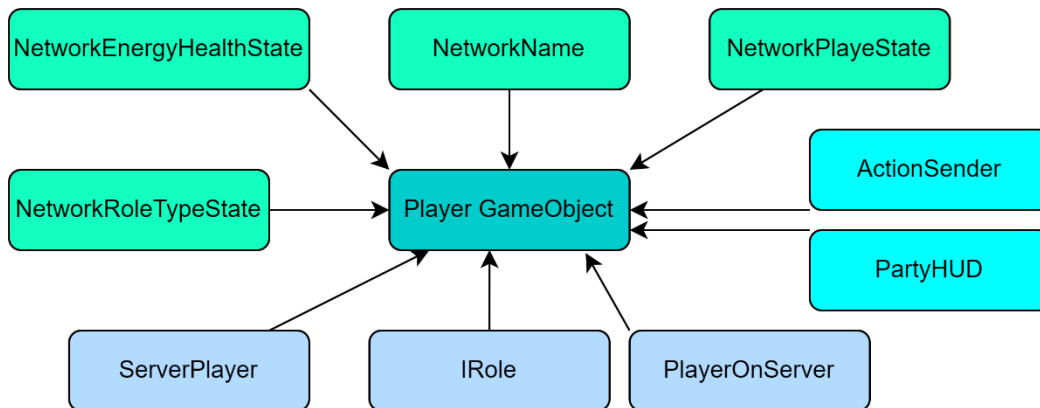 NetworkEnergyHealthState
NetworkName
NetworkPlayeState
ActionSender
NetworkRoleTypeState
Player GameObject
PartyHUD
ServerPlayer
IRole
PlayerOnServer